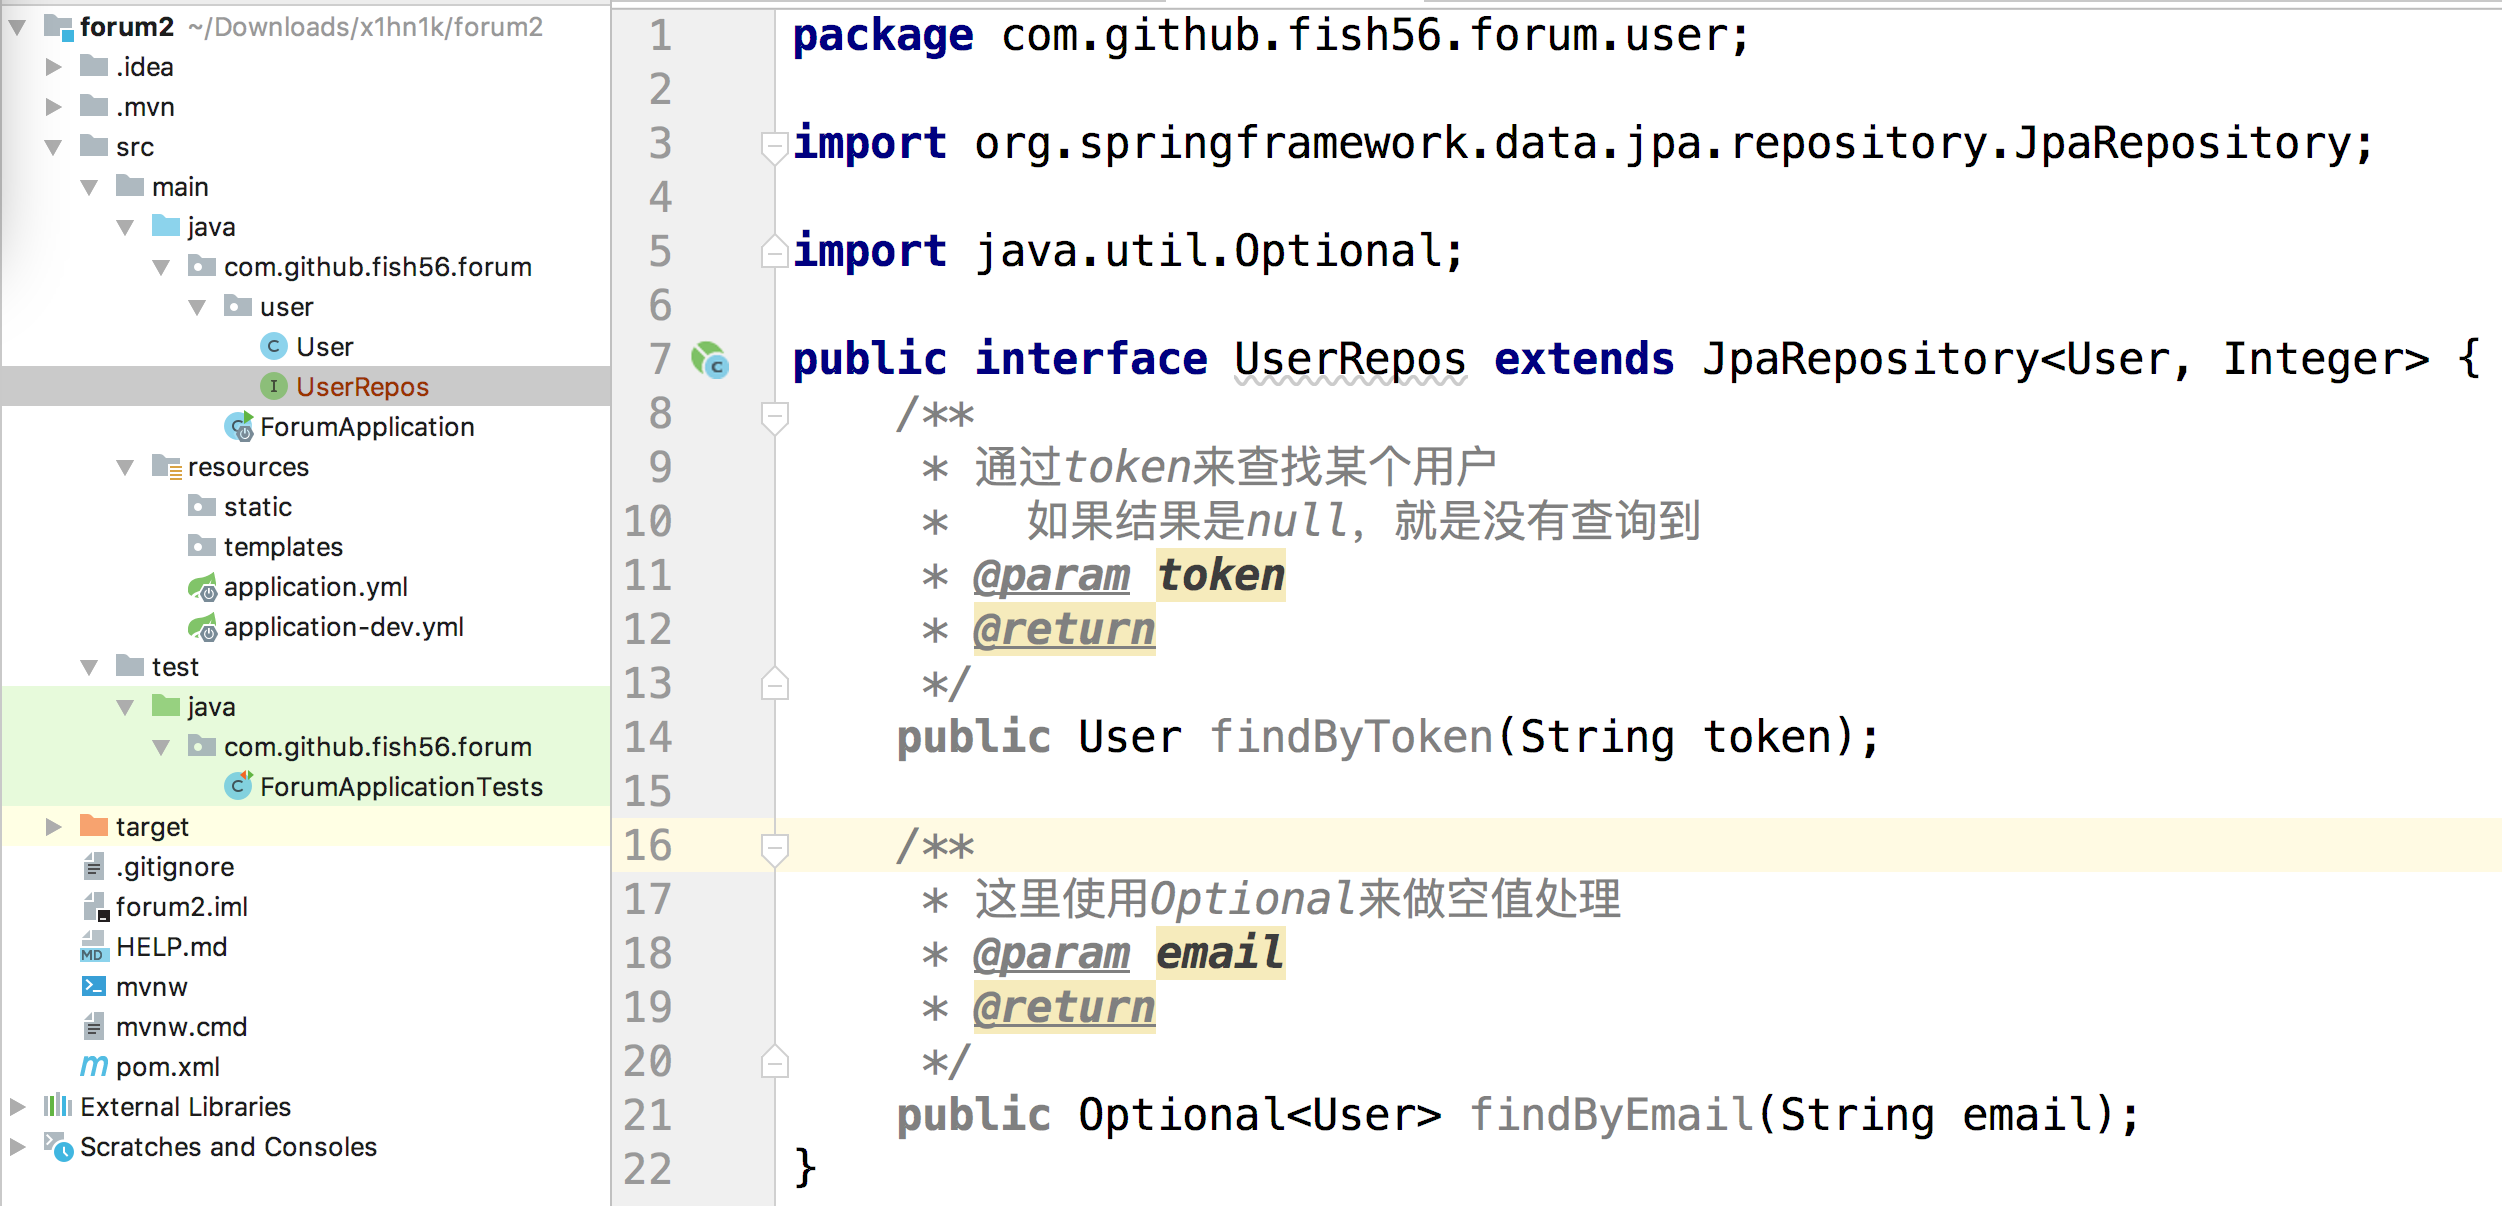 forum2 ~/Downloads/x1hn1k/forum2
.idea
.mvn
src
main
java
com.github.fish56.forum
user
User
UserRepos
ForumApplication
resources
static
templates
application.yml
application-dev.yml
test
java
com.github.fish56.forum
ForumApplicationTests
target
.gitignore
forum2.iml
HELP.md
mvnw
mvnw.cmd
pom.xml
External Libraries
Scratches and Consoles
1 package com.github.fish56.forum.user;
2
3 import org.springframework.data.jpa.repository.JpaRepository;
4
5 import java.util.Optional;
6
7 public interface UserRepos extends JpaRepository<User, Integer> {
8 /**
9 * 通过token来查找某个用户
10 * 如果结果是null，就是没有查询到
11 * @param token
12 * @return
13 */
14 public User findByToken(String token);
15
16 /**
17 * 这里使用Optional来做空值处理
18 * @param email
19 * @return
20 */
21 public Optional<User> findByEmail(String email);
22 }